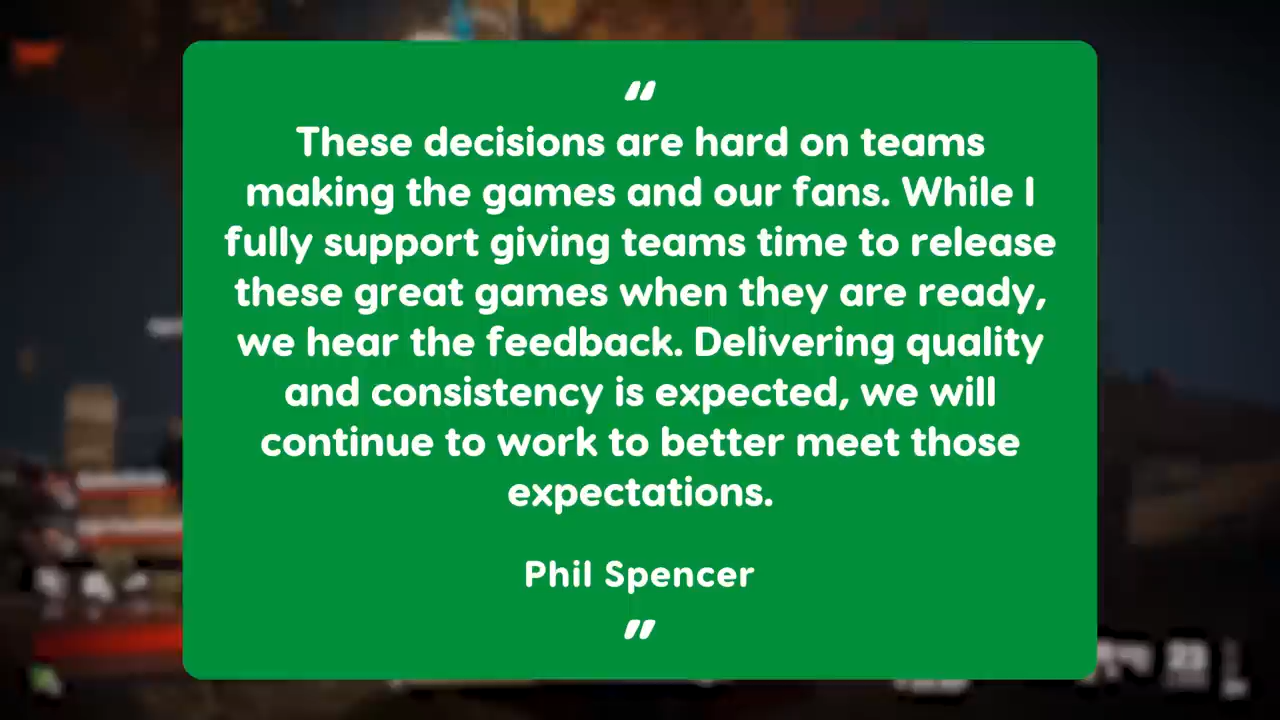 "
These decisions are hard on teams
making the games and our fans. While I
fully support giving teams time to release
these great games when they are ready,
we hear the feedback. Delivering quality
and consistency is expected, we will
continue to work to better meet those
expectations.
Phil Spencer
"